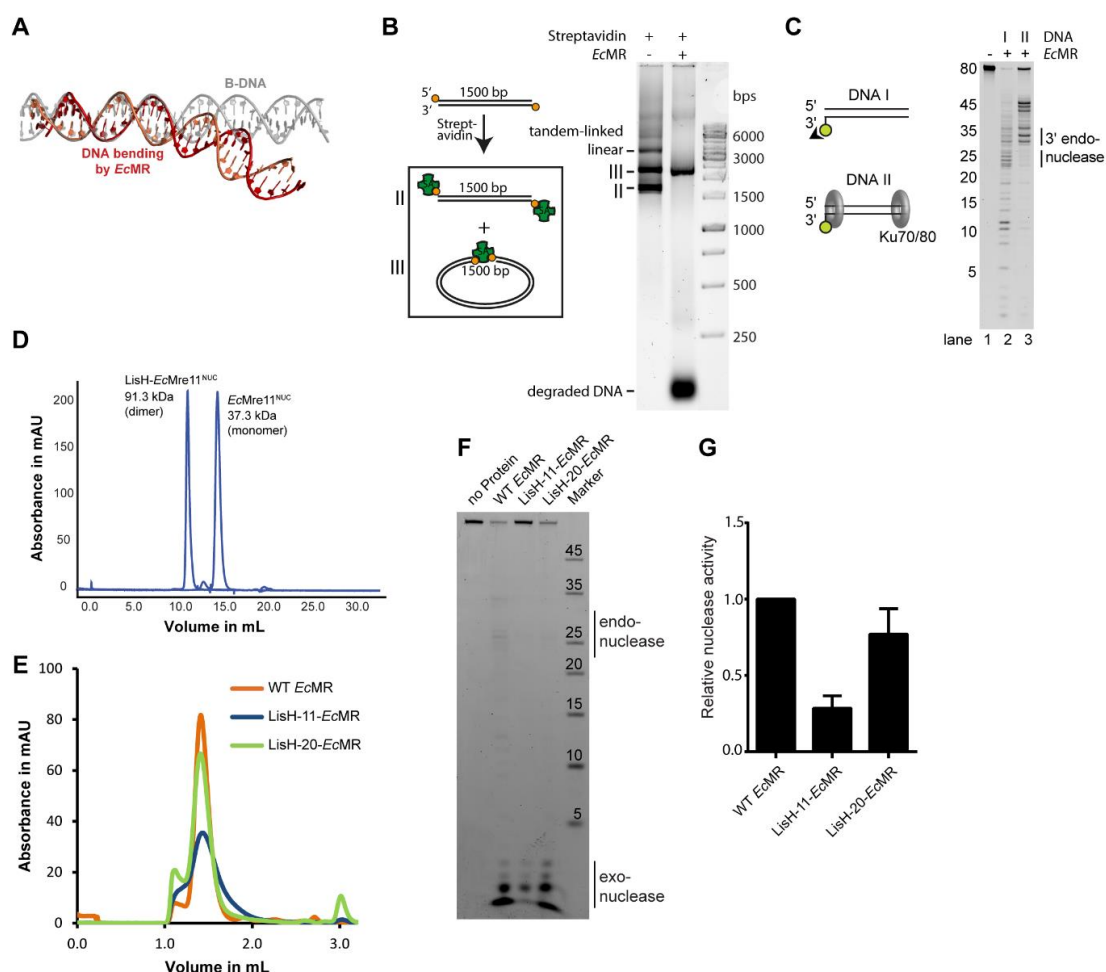 A
B-DNA
DNA bending
by EcMR
B
5'
3'
1500 bp
Strept-
avidin
II
1500 bp
+
III
1500 bp
Streptavidin + +
EcMR - +
bps
tandem-linked
linear
III
II
degraded DNA
6000
3000
1500
1000
500
250
C
5'
3'
DNA I
DNA II
5'
3'
Ku70/80
I II DNA
- + + EcMR
80
45
35
25
20
15
10
5
3' endo-
nuclease
lane 1 2 3
D
LisH-EcMre11NUC
91.3 kDa
(dimer)
EcMre11NUC
37.3 kDa
(monomer)
Absorbance in mAU
200
150
100
50
0
0.0 5.0 10.0 15.0 20.0 25.0 30.0
Volume in mL
E
Absorbance in mAU
100
80
60
40
20
0
WT EcMR
LisH-11-EcMR
LisH-20-EcMR
0.0 1.0 2.0 3.0
Volume in mL
F
no Protein
WT EcMR
LisH-11-EcMR
LisH-20-EcMR
Marker
45
35
25
20
15
10
5
endo-
nuclease
exo-
nuclease
G
Relative nuclease activity
1.5
1.0
0.5
0.0
WT EcMR
LisH-11-EcMR
LisH-20-EcMR